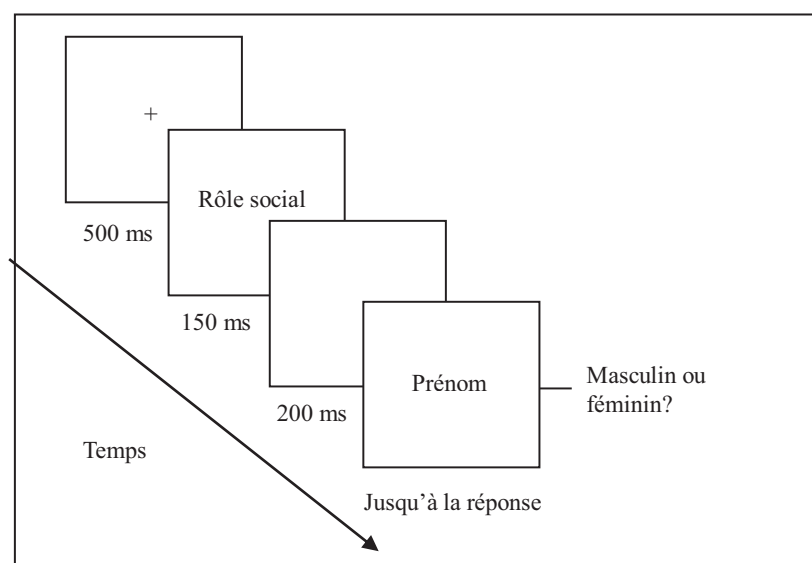 +
Rôle social
500 ms
150 ms
Prénom
Masculin ou
féminin?
200 ms
Temps
Jusqu’à la réponse